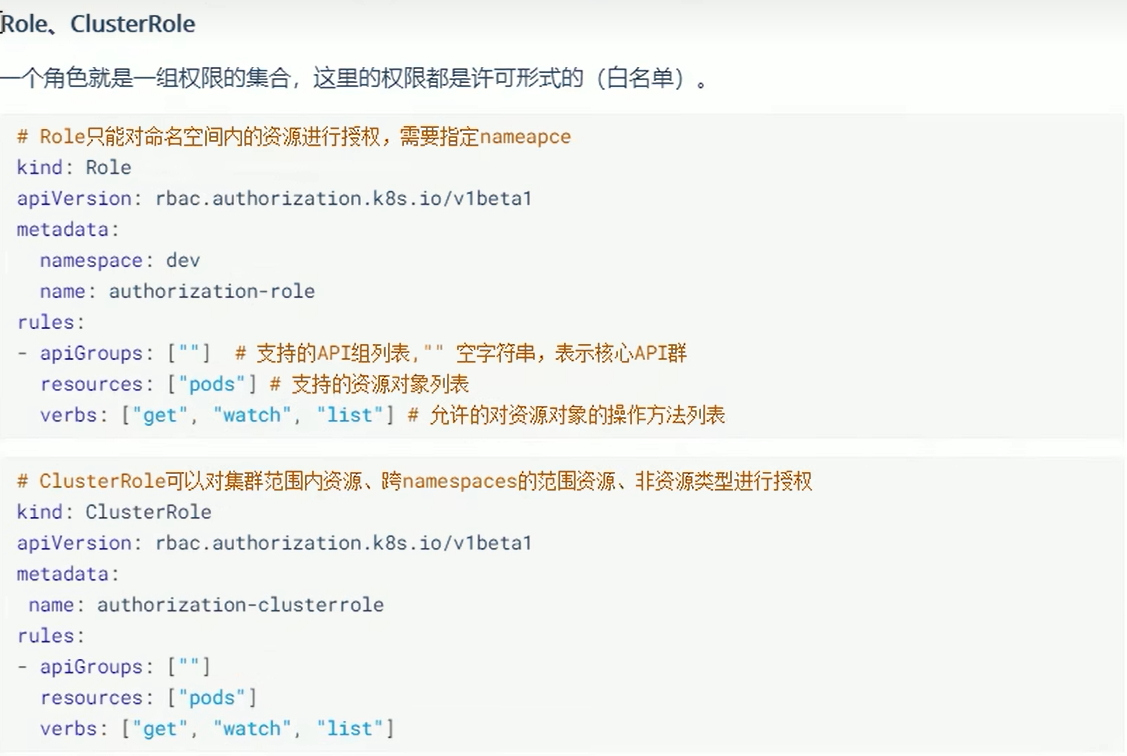 Role、ClusterRole
一个角色就是一组权限的集合，这里的权限都是许可形式的（白名单）。
# Role只能对命名空间内的资源进行授权，需要指定nameapce
kind: Role
apiVersion: rbac.authorization.k8s.io/v1beta1
metadata:
  namespace: dev
  name: authorization-role
rules:
- apiGroups: [""]  # 支持的API组列表,"" 空字符串，表示核心API群
  resources: ["pods"] # 支持的资源对象列表
  verbs: ["get", "watch", "list"] # 允许的对资源对象的操作方法列表
# ClusterRole可以对集群范围内资源、跨namespaces的范围资源、非资源类型进行授权
kind: ClusterRole
apiVersion: rbac.authorization.k8s.io/v1beta1
metadata:
 name: authorization-clusterrole
rules:
- apiGroups: [""]
  resources: ["pods"]
  verbs: ["get", "watch", "list"]